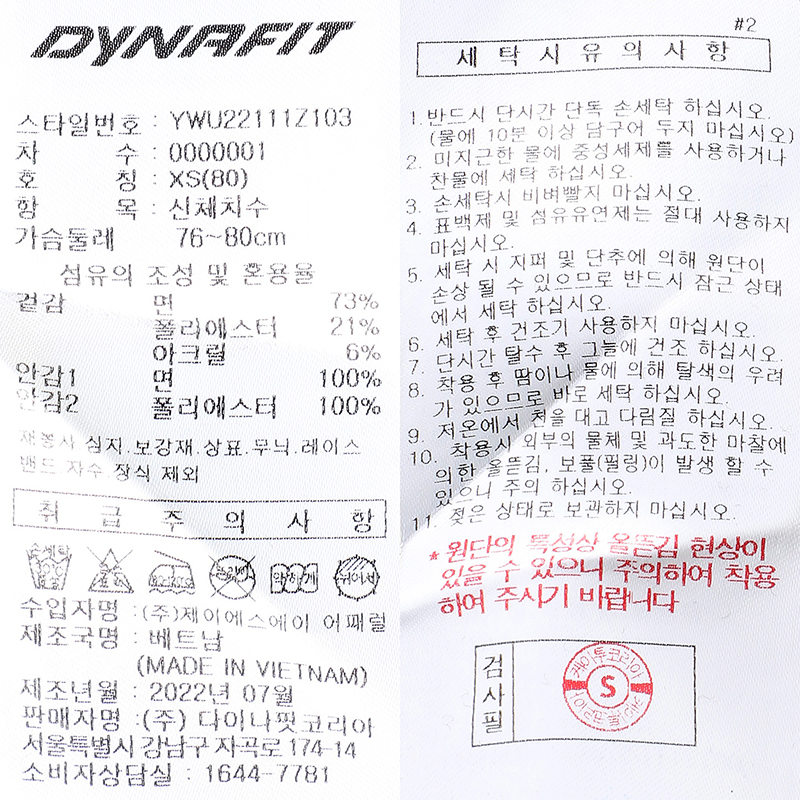 DYNAFIT
스타일번호 : YWU22111Z103
차 수 : 0000001
호 칭 : XS(80)
항 목 : 신체치수
가슴둘레 76~80cm
섬유의 조성 및 혼용율
겉감 면 73%
폴리에스터 21%
아크릴 6%
안감1 면 100%
안감2 폴리에스터 100%
재봉사.심지.보강재.상표.무늬.레이스
밴드.자수.장식 제외
취 급 주 의 사 항
손세탁
약하게
뉘어서
수입자명 : (주)제이에스에이 어패럴
제조국명 : 베트남
(MADE IN VIETNAM)
제조년월 : 2022년 07월
판매자명 : (주) 다이나핏코리아
서울특별시 강남구 자곡로 174-14
소비자상담실 : 1644-7781
#2
세 탁 시 유 의 사 항
1. 반드시 단시간 단독 손세탁 하십시오.
(물에 10분 이상 담구어 두지 마십시오)
2. 미지근한 물에 중성세제를 사용하거나
찬물에 세탁 하십시오.
3. 손세탁시 비벼빨지 마십시오.
4. 표백제 및 섬유유연제는 절대 사용하지
마십시오.
5. 세탁 시 지퍼 및 단추에 의해 원단이
손상 될 수 있으므로 반드시 잠근 상태
에서 세탁 하십시오.
6. 세탁 후 건조기 사용하지 마십시오.
7. 단시간 탈수 후 그늘에 건조 하십시오.
8. 착용 후 땀이나 물에 의해 탈색의 우려
가 있으므로 바로 세탁 하십시오.
9. 저온에서 천을 대고 다림질 하십시오.
10. 착용시 외부의 물체 및 과도한 마찰에
의한 올뜯김, 보풀(필링)이 발생 할 수
있으니 주의 하십시오.
11. 젖은 상태로 보관하지 마십시오.
* 원단의 특성상 올뜯김 현상이
있을 수 있으니 주의하여 착용
하여 주시기 바랍니다
검사필
케이투코리아
S